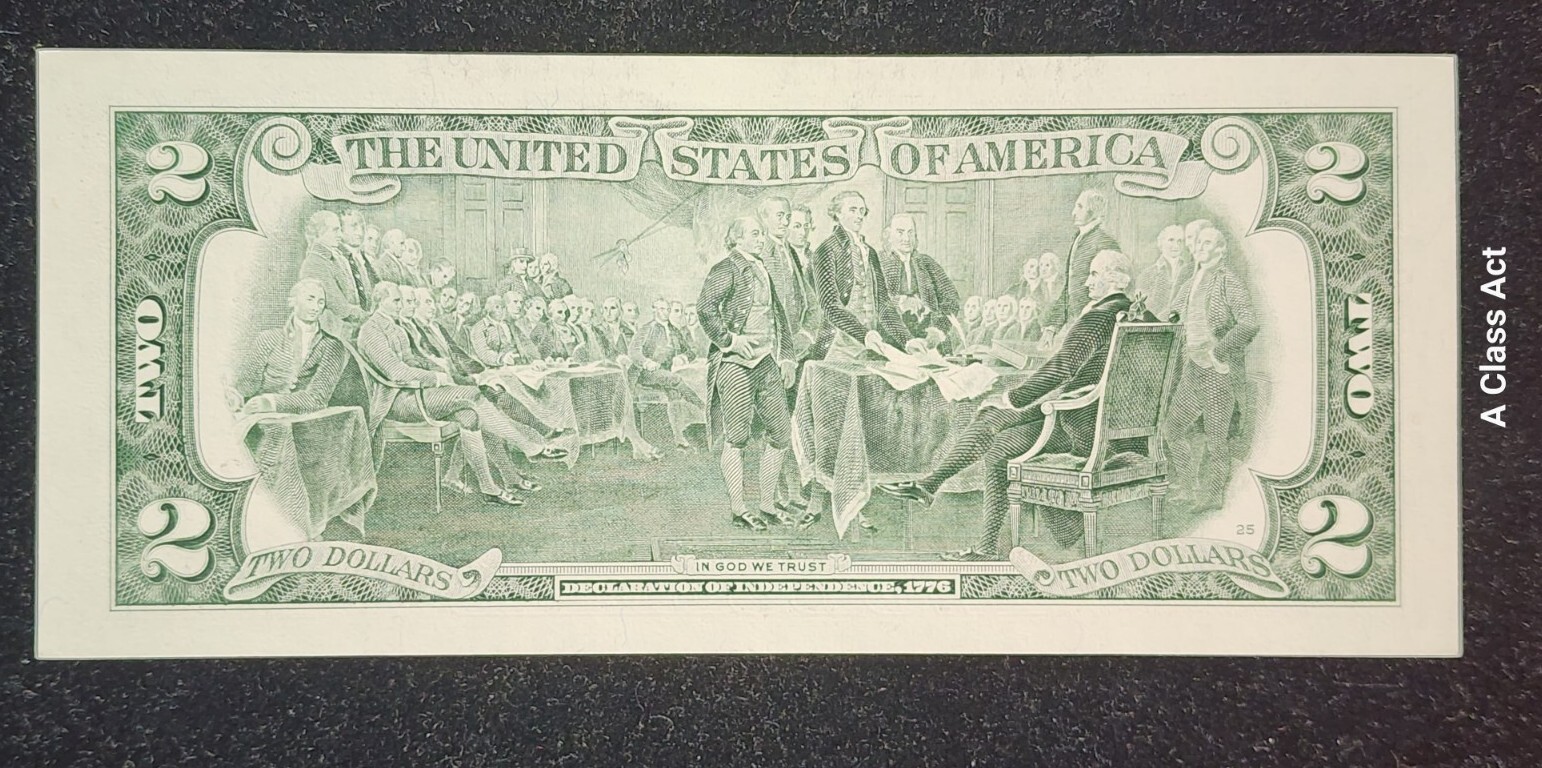 THE UNITED STATES OF AMERICA
2
2
TWO
TWO
A Class Act
25
2
2
TWO DOLLARS
IN GOD WE TRUST
TWO DOLLARS
DECLARATION OF INDEPENDENCE, 1776